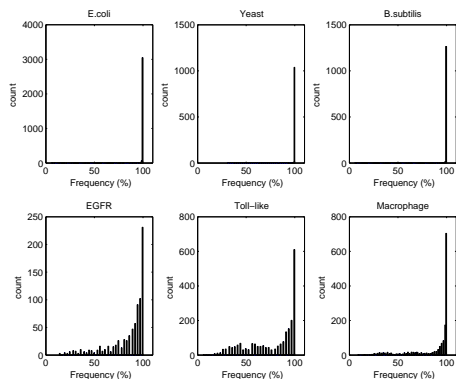 E.coli
4000
3000
2000
1000
0
0 50 100
Frequency (%)
count
Yeast
1500
1000
500
0
0 50 100
Frequency (%)
count
B.subtilis
1500
1000
500
0
0 50 100
Frequency (%)
count
EGFR
250
200
150
100
50
0
0 50 100
Frequency (%)
count
Toll−like
800
600
400
200
0
0 50 100
Frequency (%)
count
Macrophage
800
600
400
200
0
0 50 100
Frequency (%)
count